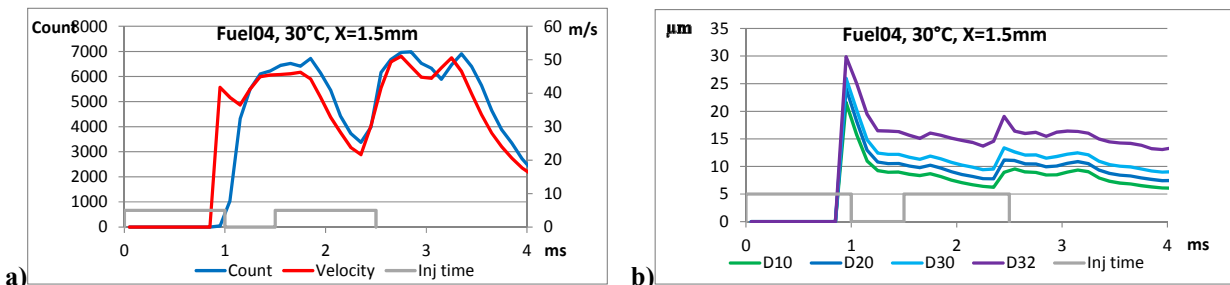 Count
Fuel04, 30°C, X=1.5mm
m/s
8000
7000
6000
5000
4000
3000
2000
1000
0
60
50
40
30
20
10
0
0 1 2 3 4
ms
Count Velocity Inj time
a)
µm
Fuel04, 30°C, X=1.5mm
35
30
25
20
15
10
5
0
0 1 2 3 4
ms
D10 D20 D30 D32 Inj time
b)